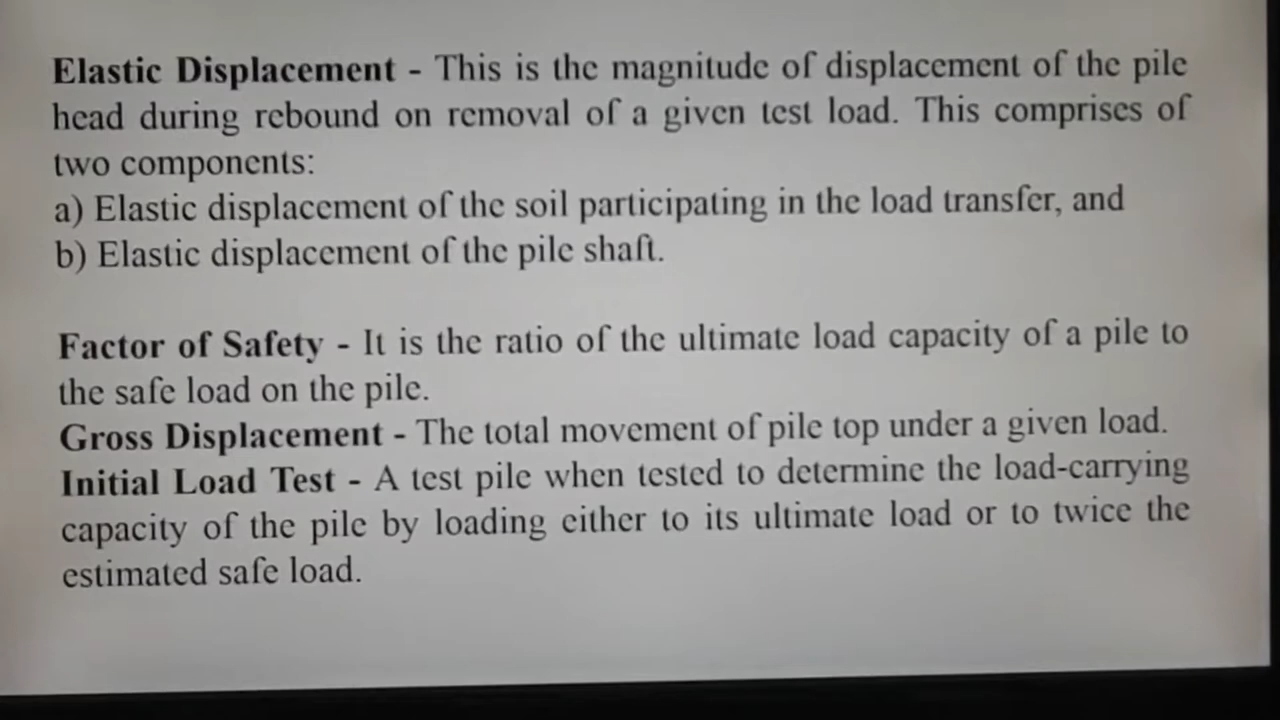 Elastic Displacement - This is the magnitude of displacement of the pile
head during rebound on removal of a given test load. This comprises of
two components:
a) Elastic displacement of the soil participating in the load transfer, and
b) Elastic displacement of the pile shaft.
Factor of Safety - It is the ratio of the ultimate load capacity of a pile to
the safe load on the pile.
Gross Displacement - The total movement of pile top under a given load.
Initial Load Test - A test pile when tested to determine the load-carrying
capacity of the pile by loading either to its ultimate load or to twice the
estimated safe load.